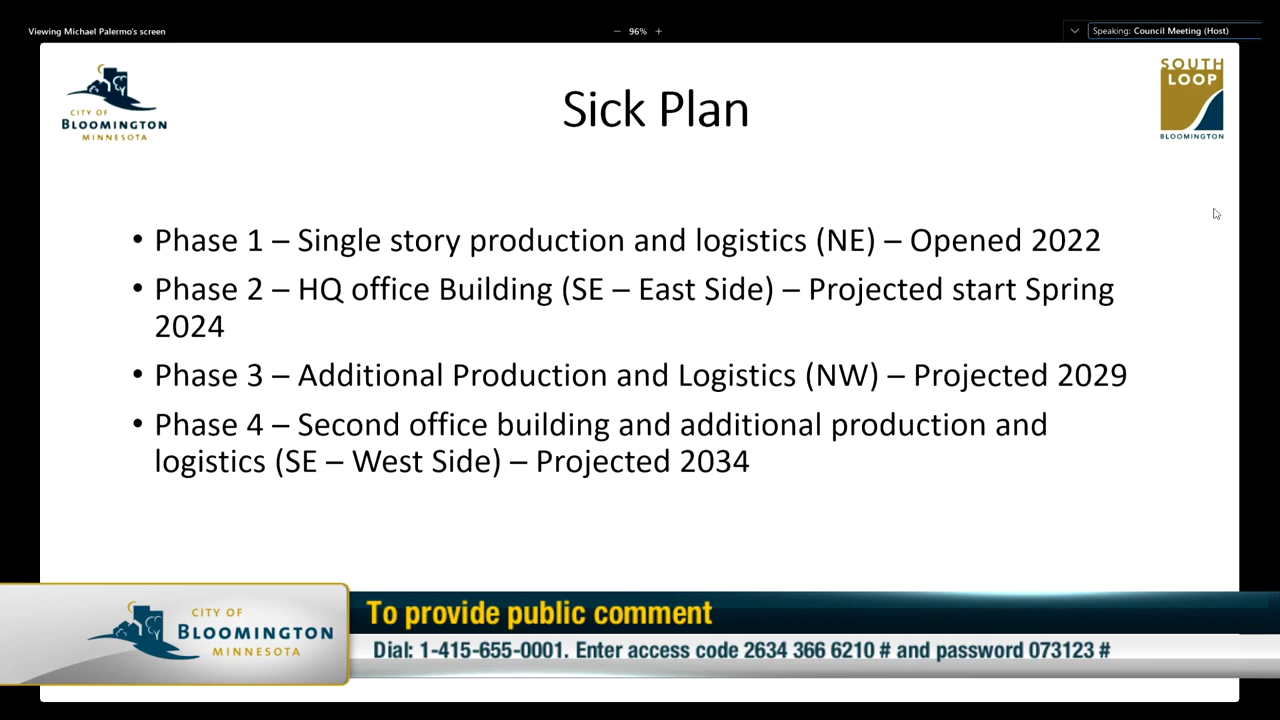 Viewing Michael Palermo's screen
− 96% +
Speaking: Council Meeting (Host)
CITY OF
BLOOMINGTON
MINNESOTA
Sick Plan
SOUTH
LOOP
BLOOMINGTON
• Phase 1 – Single story production and logistics (NE) – Opened 2022
• Phase 2 – HQ office Building (SE – East Side) – Projected start Spring
2024
• Phase 3 – Additional Production and Logistics (NW) – Projected 2029
• Phase 4 – Second office building and additional production and
logistics (SE – West Side) – Projected 2034
CITY OF
BLOOMINGTON
MINNESOTA
To provide public comment
Dial: 1-415-655-0001. Enter access code 2634 366 6210 # and password 073123 #